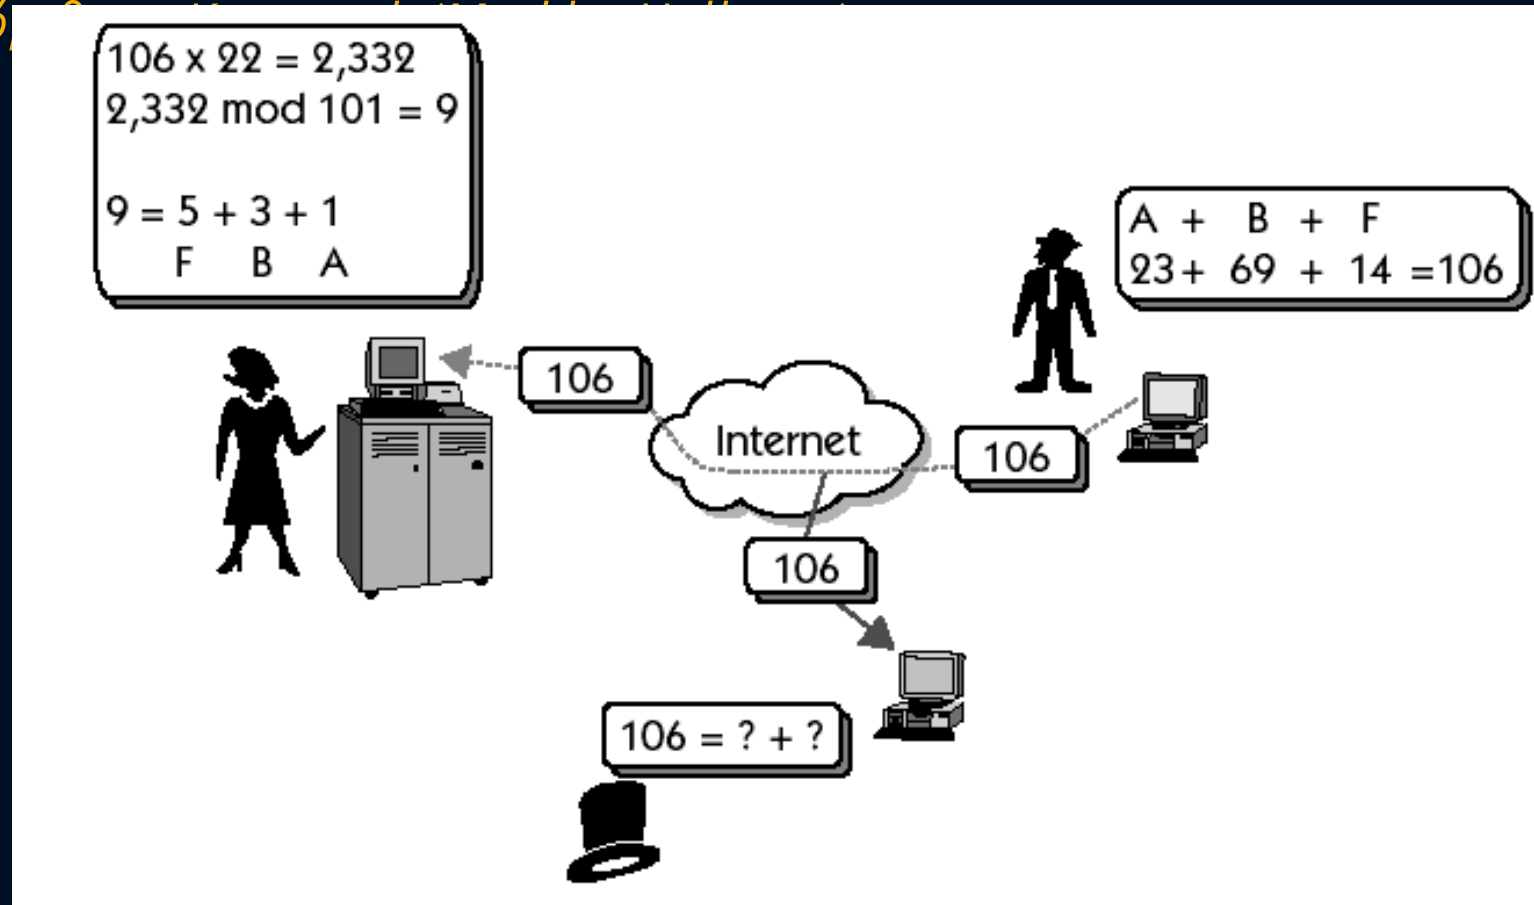 106 x 22 = 2,332
2,332 mod 101 = 9
9 = 5 + 3 + 1
F B A
A + B + F
23+ 69 + 14 =106
106
Internet
106
106
106 = ? + ?